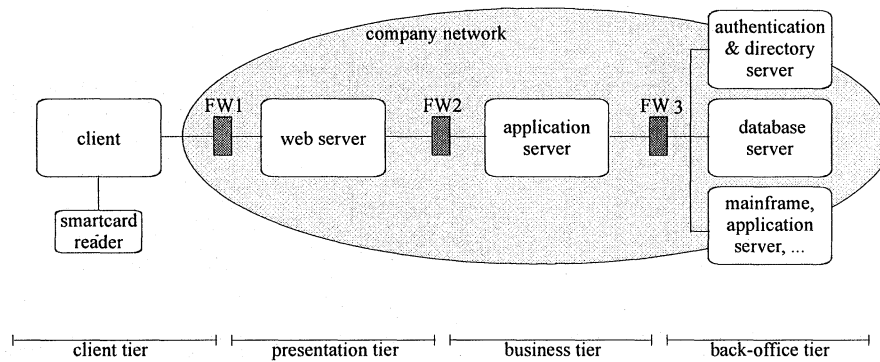 company network
authentication
& directory
server
FW1
FW2
FW 3
client
web server
application
server
database
server
smartcard
reader
mainframe,
application
server, ...
client tier
presentation tier
business tier
back-office tier